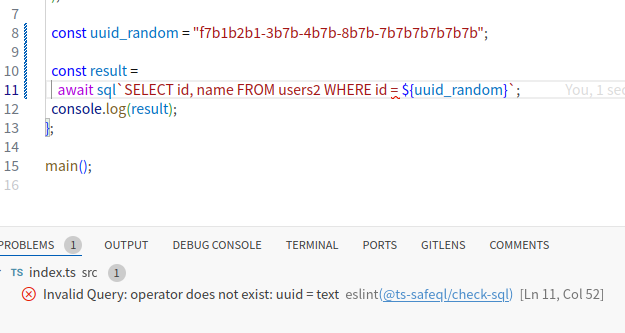 7
8 const uuid_random = "f7b1b2b1-3b7b-4b7b-8b7b-7b7b7b7b7b7b";
9
10 const result =
11 await sql`SELECT id, name FROM users2 WHERE id = ${uuid_random}`; You, 1 sec
12 console.log(result);
13 };
14
15 main();
16
PROBLEMS 1 OUTPUT DEBUG CONSOLE TERMINAL PORTS GITLENS COMMENTS
TS index.ts src 1
Invalid Query: operator does not exist: uuid = text eslint(@ts-safeql/check-sql) [Ln 11, Col 52]